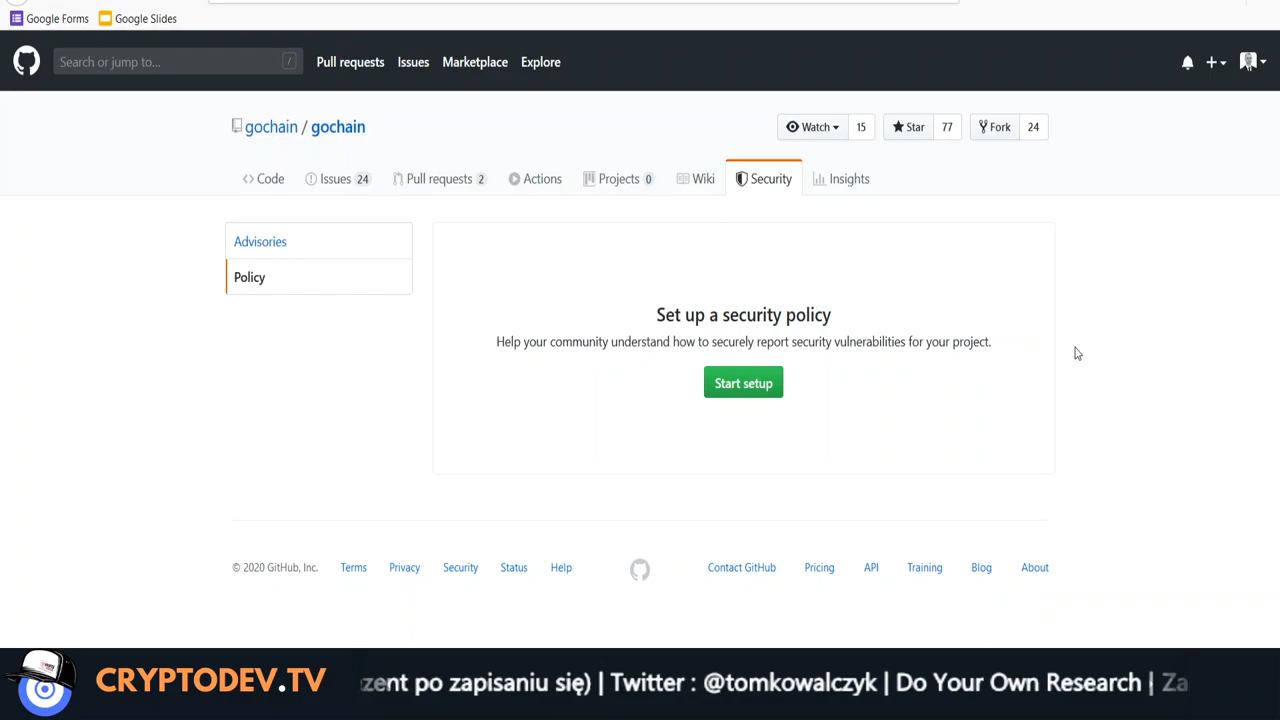 Google Forms Google Slides
Search or jump to... / Pull requests Issues Marketplace Explore
gochain / gochain Watch 15 Star 77 Fork 24
Code Issues 24 Pull requests 2 Actions Projects 0 Wiki Security Insights
Advisories
Policy
Set up a security policy
Help your community understand how to securely report security vulnerabilities for your project.
Start setup
© 2020 GitHub, Inc. Terms Privacy Security Status Help Contact GitHub Pricing API Training Blog About
CRYPTODEV.TV zent po zapisaniu się) | Twitter : @tomkowalczyk | Do Your Own Research | Za